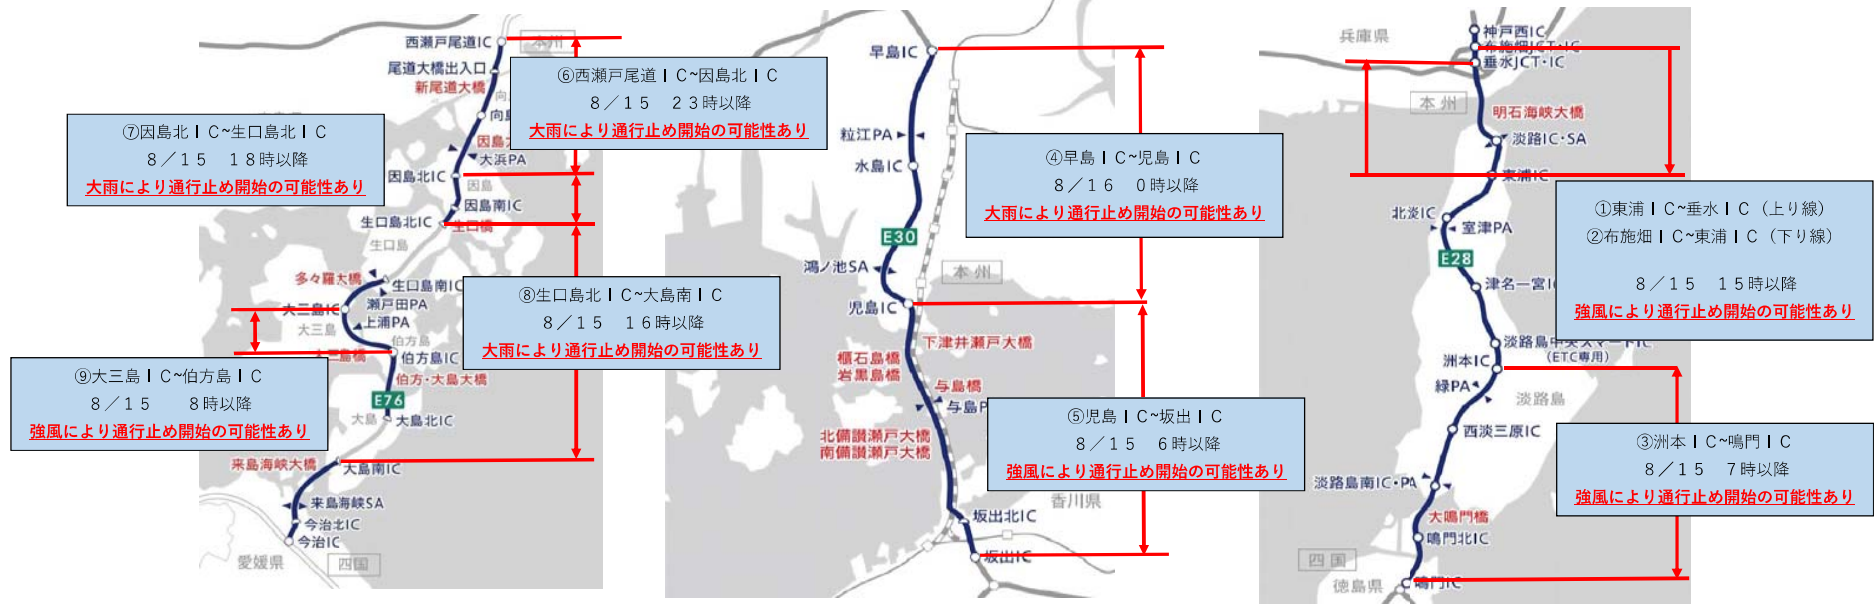 西瀬戸尾道IC
本州
尾道大橋出入口
新尾道大橋
向島
因島大
大浜PA
因島北IC
因島
因島南IC
生口島北IC
生口橋
生口島
多々羅大橋
生口島南IC
瀬戸田PA
大三島IC
上浦PA
大三島
伯方島
大三島橋
伯方島IC
伯方・大島大橋
E76
大島
大島北IC
来島海峡大橋
大島南IC
来島海峡SA
今治北IC
今治IC
愛媛県
四国
⑥西瀬戸尾道ＩＣ~因島北ＩＣ
８／１５　２３時以降
大雨により通行止め開始の可能性あり
⑦因島北ＩＣ~生口島北ＩＣ
８／１５　１８時以降
大雨により通行止め開始の可能性あり
⑧生口島北ＩＣ~大島南ＩＣ
８／１５　１６時以降
大雨により通行止め開始の可能性あり
⑨大三島ＩＣ~伯方島ＩＣ
８／１５　　８時以降
強風により通行止め開始の可能性あり
早島IC
粒江PA
水島IC
E30
鴻ノ池SA
本州
児島IC
下津井瀬戸大橋
櫃石島橋
岩黒島橋
与島橋
与島P
北備讃瀬戸大橋
南備讃瀬戸大橋
香川県
坂出北IC
坂出IC
④早島ＩＣ~児島ＩＣ
８／１６　０時以降
大雨により通行止め開始の可能性あり
⑤児島ＩＣ~坂出ＩＣ
８／１５　６時以降
強風により通行止め開始の可能性あり
兵庫県
神戸西IC
布施畑JCT・IC
垂水JCT・IC
本州
明石海峡大橋
淡路IC・SA
東浦IC
北淡IC
室津PA
E28
津名一宮IC
淡路島中央スマートIC
(ETC専用)
洲本IC
緑PA
淡路島
西淡三原IC
淡路島南IC・PA
大鳴門橋
鳴門北IC
四国
徳島県
鳴門IC
①東浦ＩＣ~垂水ＩＣ（上り線）
②布施畑ＩＣ~東浦ＩＣ（下り線）
８／１５　１５時以降
強風により通行止め開始の可能性あり
③洲本ＩＣ~鳴門ＩＣ
８／１５　７時以降
強風により通行止め開始の可能性あり